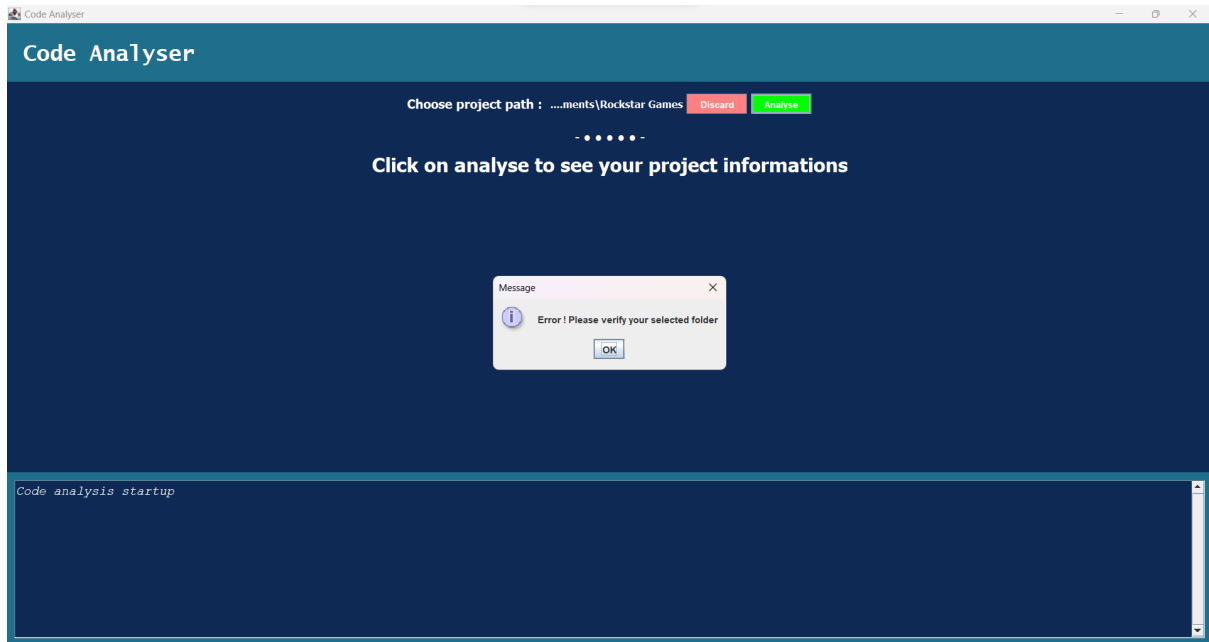 Code Analyser
Code Analyser
Choose project path : ....ments\Rockstar Games Discard Analyse
- ● ● ● ● ● -
Click on analyse to see your project informations
Message
Error ! Please verify your selected folder
OK
Code analysis startup